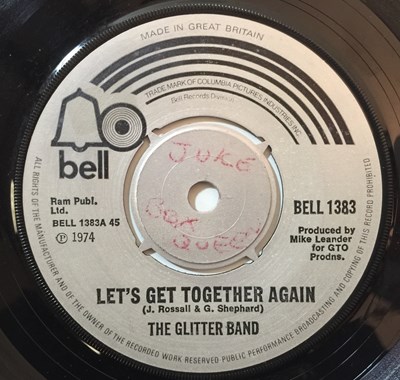 MADE IN GREAT BRITAIN
TRADE MARK OF COLUMBIA PICTURES INDUSTRIES INC.
Bell Records Division
bell
JUKE
BOX
QUEEN
Ram Publ.
Ltd.
BELL 1383A 45
Ⓟ 1974
BELL 1383
Produced by
Mike Leander
for GTO
Prodns.
LET'S GET TOGETHER AGAIN
(J. Rossall & G. Shephard)
THE GLITTER BAND
ALL RIGHTS OF THE MANUFACTURER AND OF THE OWNER OF THE RECORDED WORK RESERVED PUBLIC PERFORMANCE BROADCASTING AND COPYING OF THIS RECORD PROHIBITED